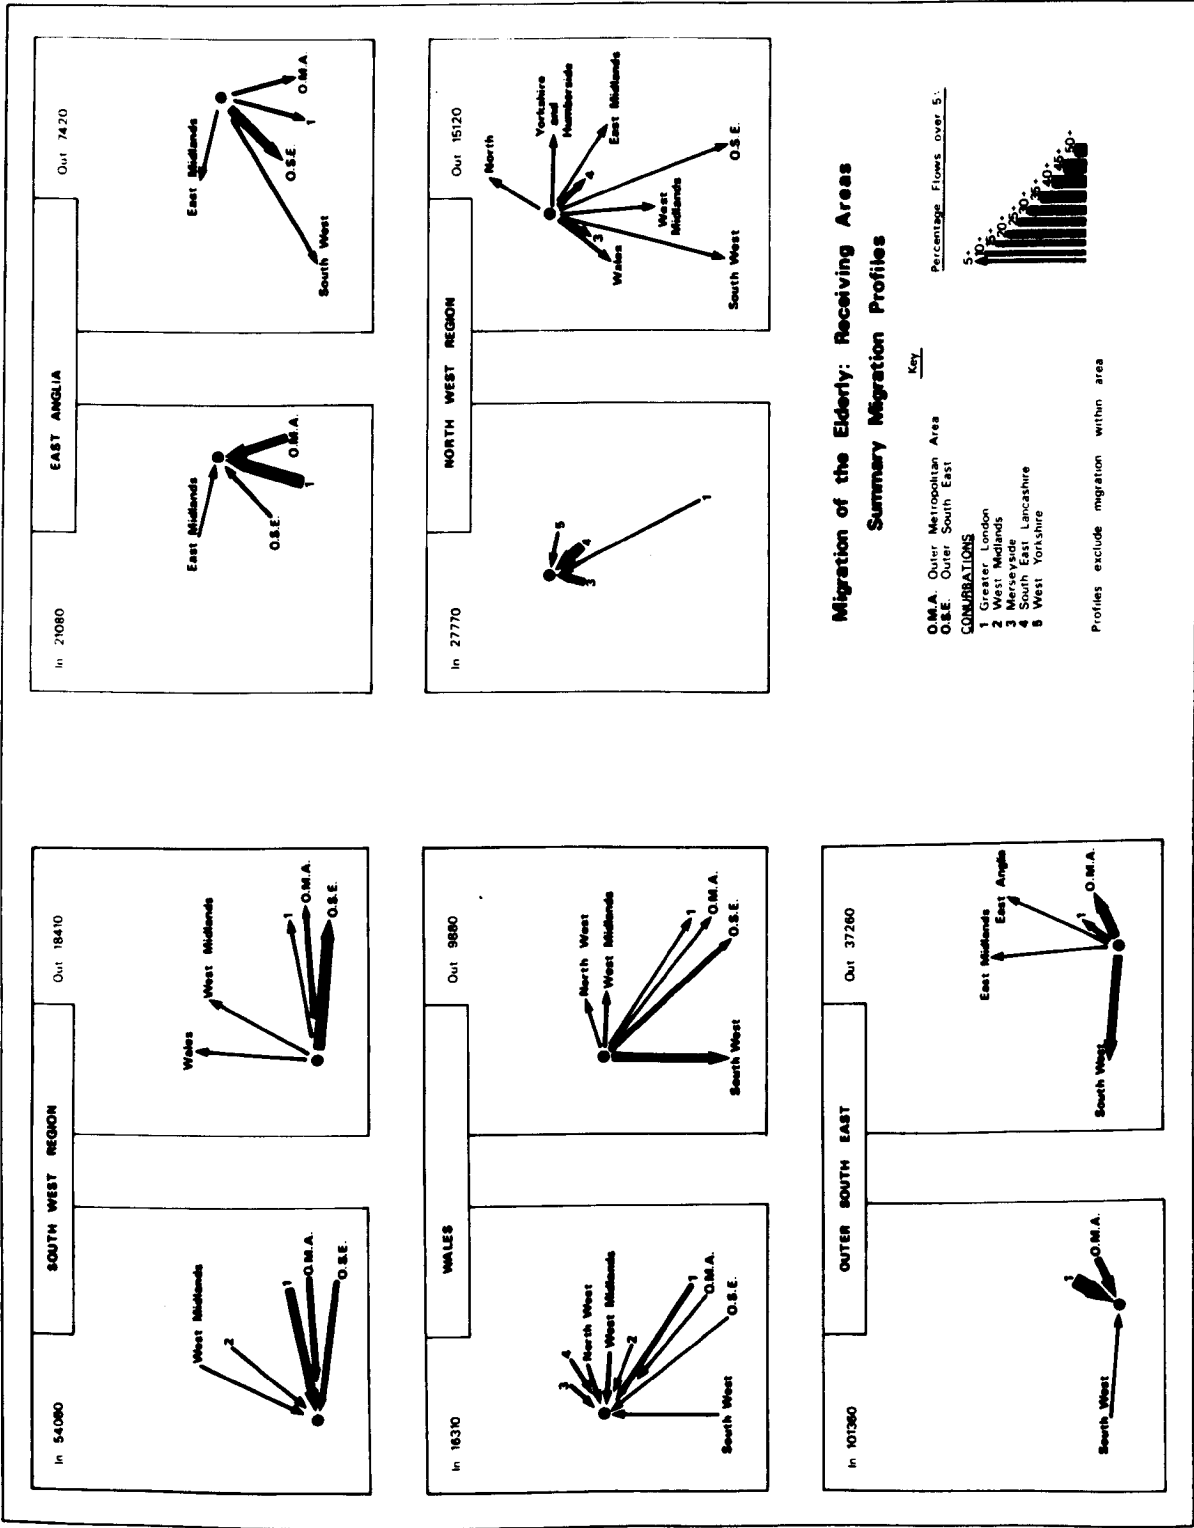 SOUTH WEST REGION
In 54080
West Midlands
2
1
O.M.A.
O.S.E.
Out 18410
Wales
West Midlands
1
O.M.A.
O.S.E.
EAST ANGLIA
In 21080
East Midlands
O.S.E.
1
O.M.A.
Out 7420
East Midlands
South West
O.S.E.
1
O.M.A.
WALES
In 16310
3
4
North West
West Midlands
2
1
O.M.A.
O.S.E.
South West
Out 9880
North West
West Midlands
1
O.M.A.
O.S.E.
South West
NORTH WEST REGION
In 27770
5
4
3
1
Out 15120
North
Yorkshire
and
Humberside
East Midlands
4
3
Wales
West
Midlands
South West
O.S.E.
OUTER SOUTH EAST
In 101360
1
O.M.A.
South West
Out 37260
East Midlands
East Anglia
1
O.M.A.
South West
Migration of the Elderly: Receiving Areas
Summary Migration Profiles
Key
O.M.A. Outer Metropolitan Area
O.S.E. Outer South East
CONURBATIONS
1 Greater London
2 West Midlands
3 Merseyside
4 South East Lancashire
5 West Yorkshire
Percentage Flows over 5:
5+
10+
15+
20+
25+
30+
35+
40+
45+
50+
Profiles exclude migration within area